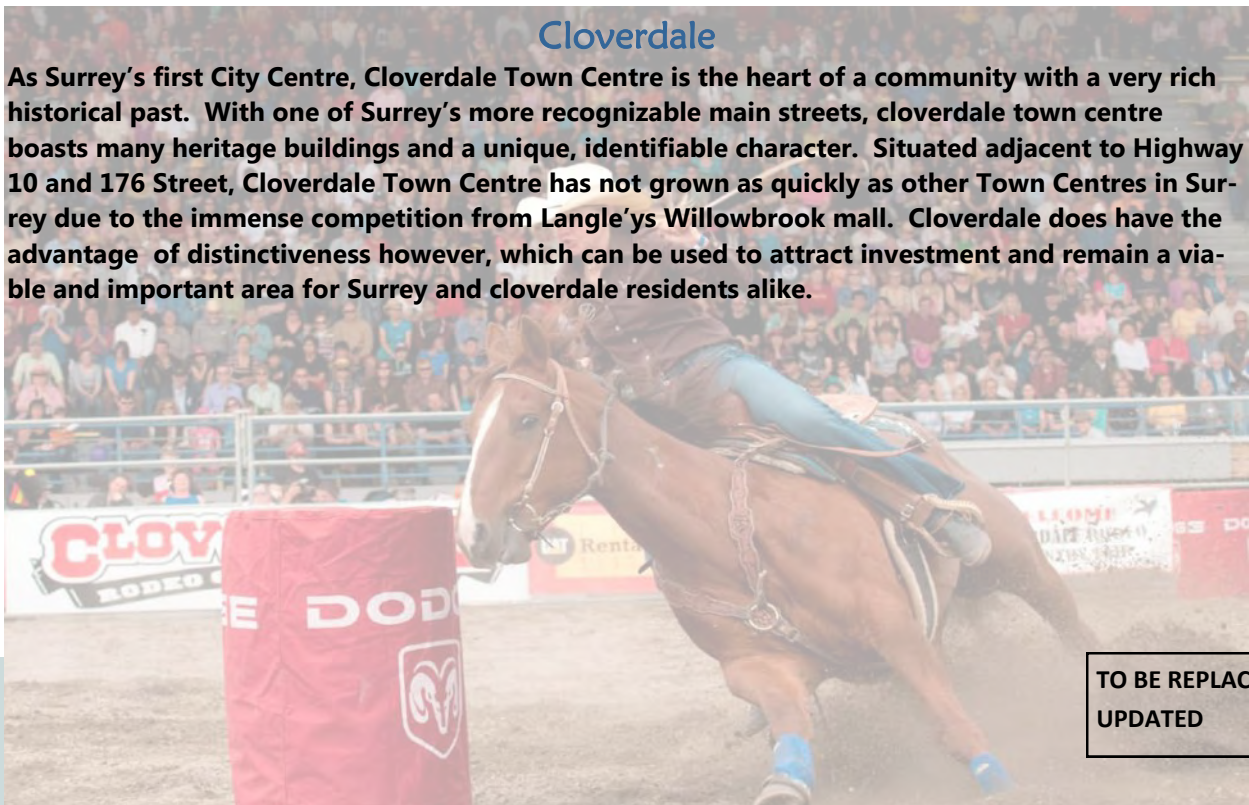 Cloverdale
As Surrey's first City Centre, Cloverdale Town Centre is the heart of a community with a very rich
historical past.  With one of Surrey's more recognizable main streets, cloverdale town centre
boasts many heritage buildings and a unique, identifiable character.  Situated adjacent to Highway
10 and 176 Street, Cloverdale Town Centre has not grown as quickly as other Town Centres in Sur-
rey due to the immense competition from Langle'ys Willowbrook mall.  Cloverdale does have the
advantage  of distinctiveness however, which can be used to attract investment and remain a via-
ble and important area for Surrey and cloverdale residents alike.
CLOV
RODEO
Renta
E DODG
TO BE REPLAC
UPDATED